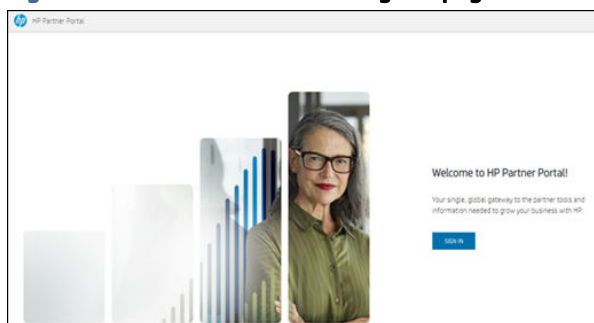 HP Partner Portal
Welcome to HP Partner Portal!
Your single, global gateway to the partner tools and
information needed to grow your business with HP.
SIGN IN